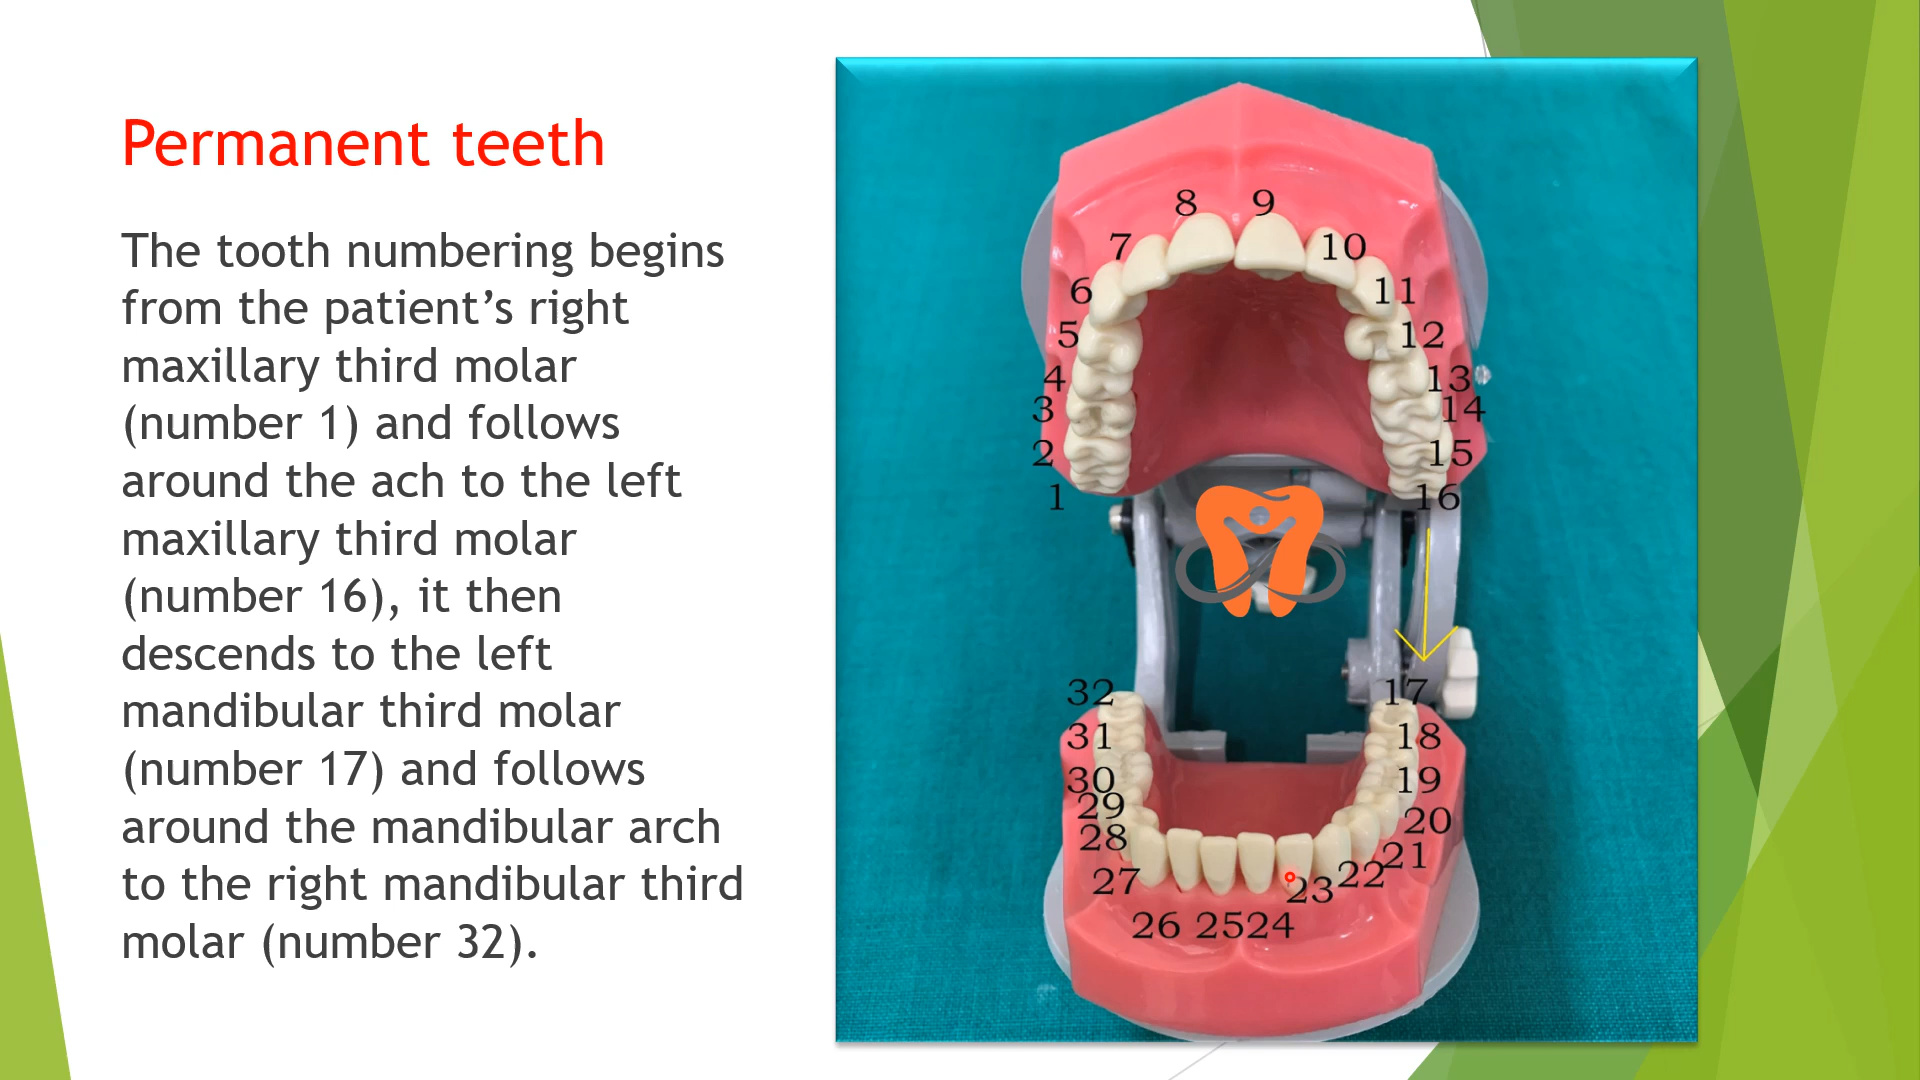 Permanent teeth
The tooth numbering begins
from the patient’s right
maxillary third molar
(number 1) and follows
around the ach to the left
maxillary third molar
(number 16), it then
descends to the left
mandibular third molar
(number 17) and follows
around the mandibular arch
to the right mandibular third
molar (number 32).
8 9
7 10
6 11
5 12
4 13
3 14
2 15
1 16
32 17
31 18
30 19
29 20
28 21
27 23 22
26 25 24